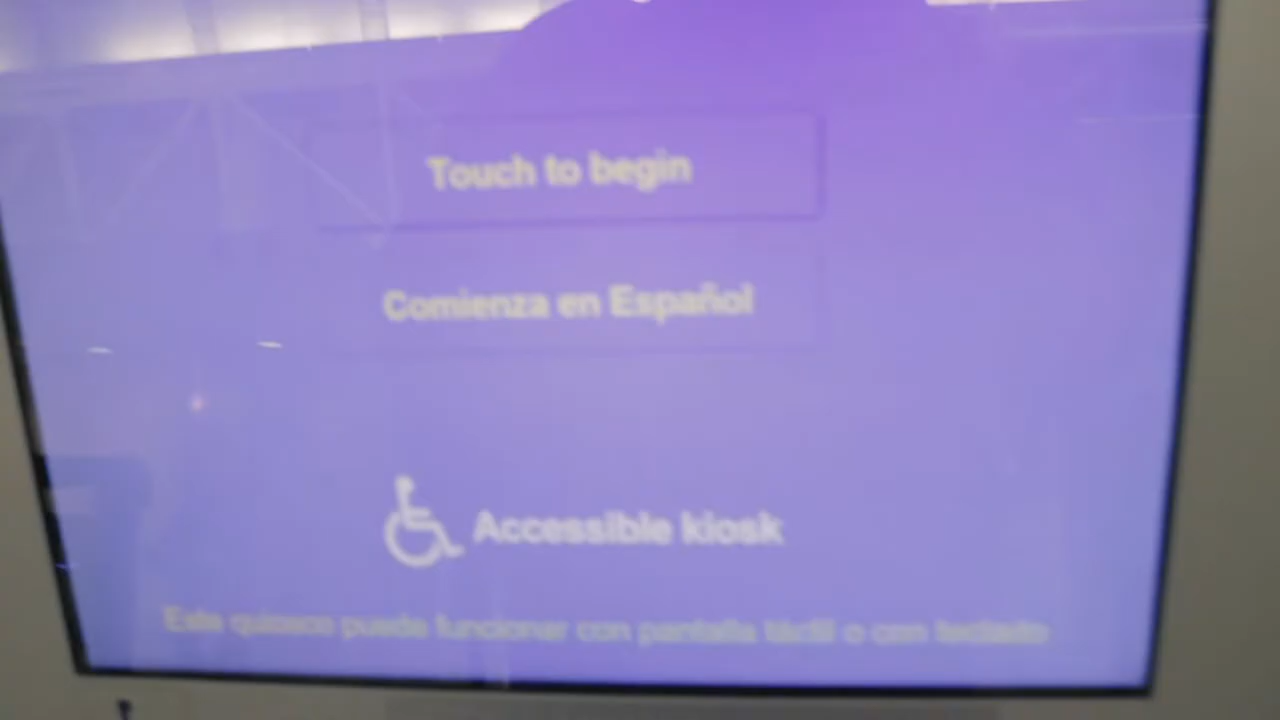 Touch to begin
Comienza en Español
Accessible kiosk
Este quiosco puede funcionar con pantalla táctil o con teclado